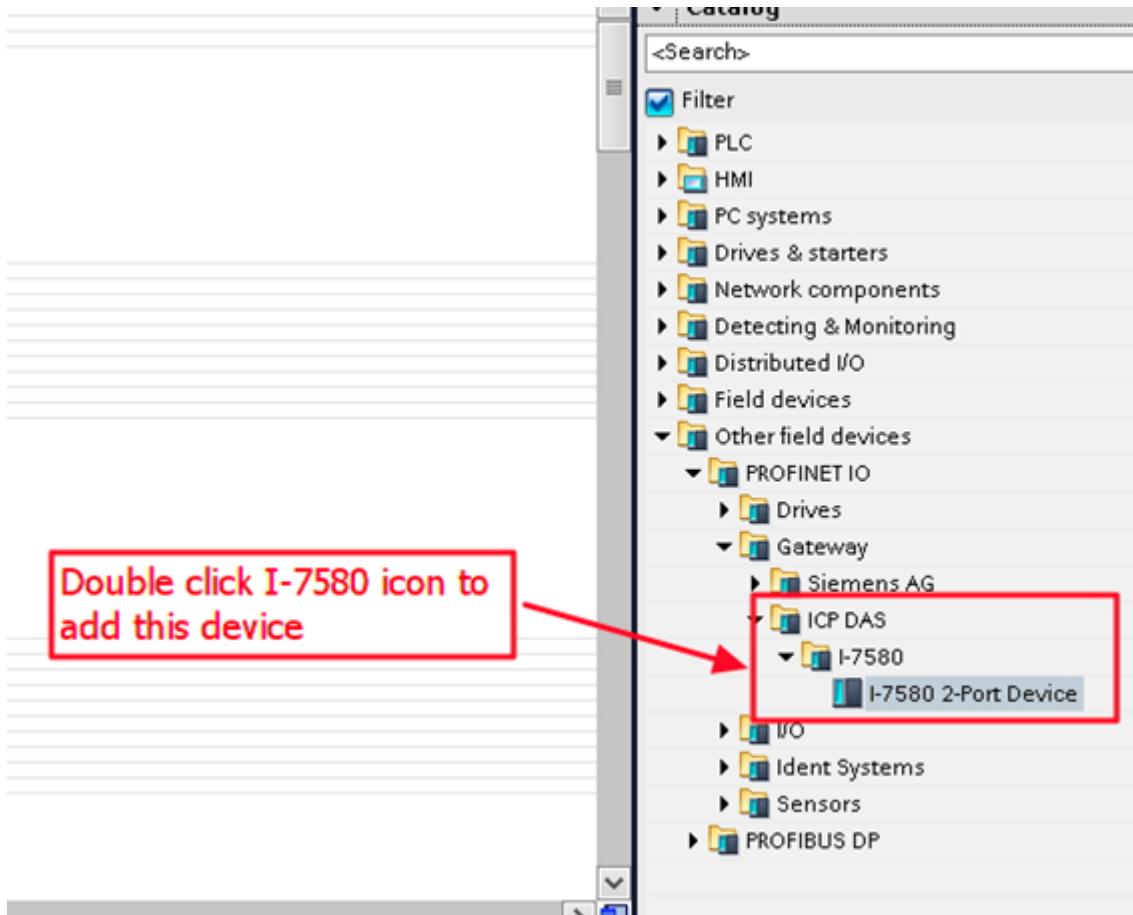 Catalog
<Search>
Filter
PLC
HMI
PC systems
Drives & starters
Network components
Detecting & Monitoring
Distributed I/O
Field devices
Other field devices
PROFINET IO
Drives
Gateway
Siemens AG
ICP DAS
I-7580
I-7580 2-Port Device
I/O
Ident Systems
Sensors
PROFIBUS DP
Double click I-7580 icon to
add this device